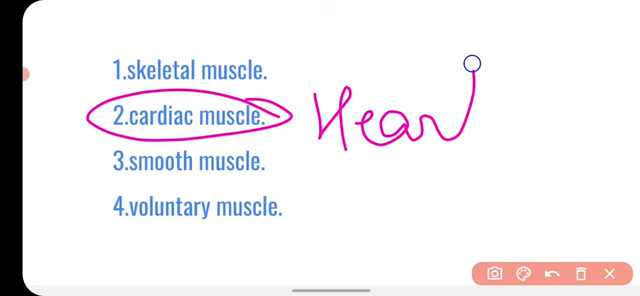 1.skeletal muscle.
2.cardiac muscle.
Hear
3.smooth muscle.
4.voluntary muscle.